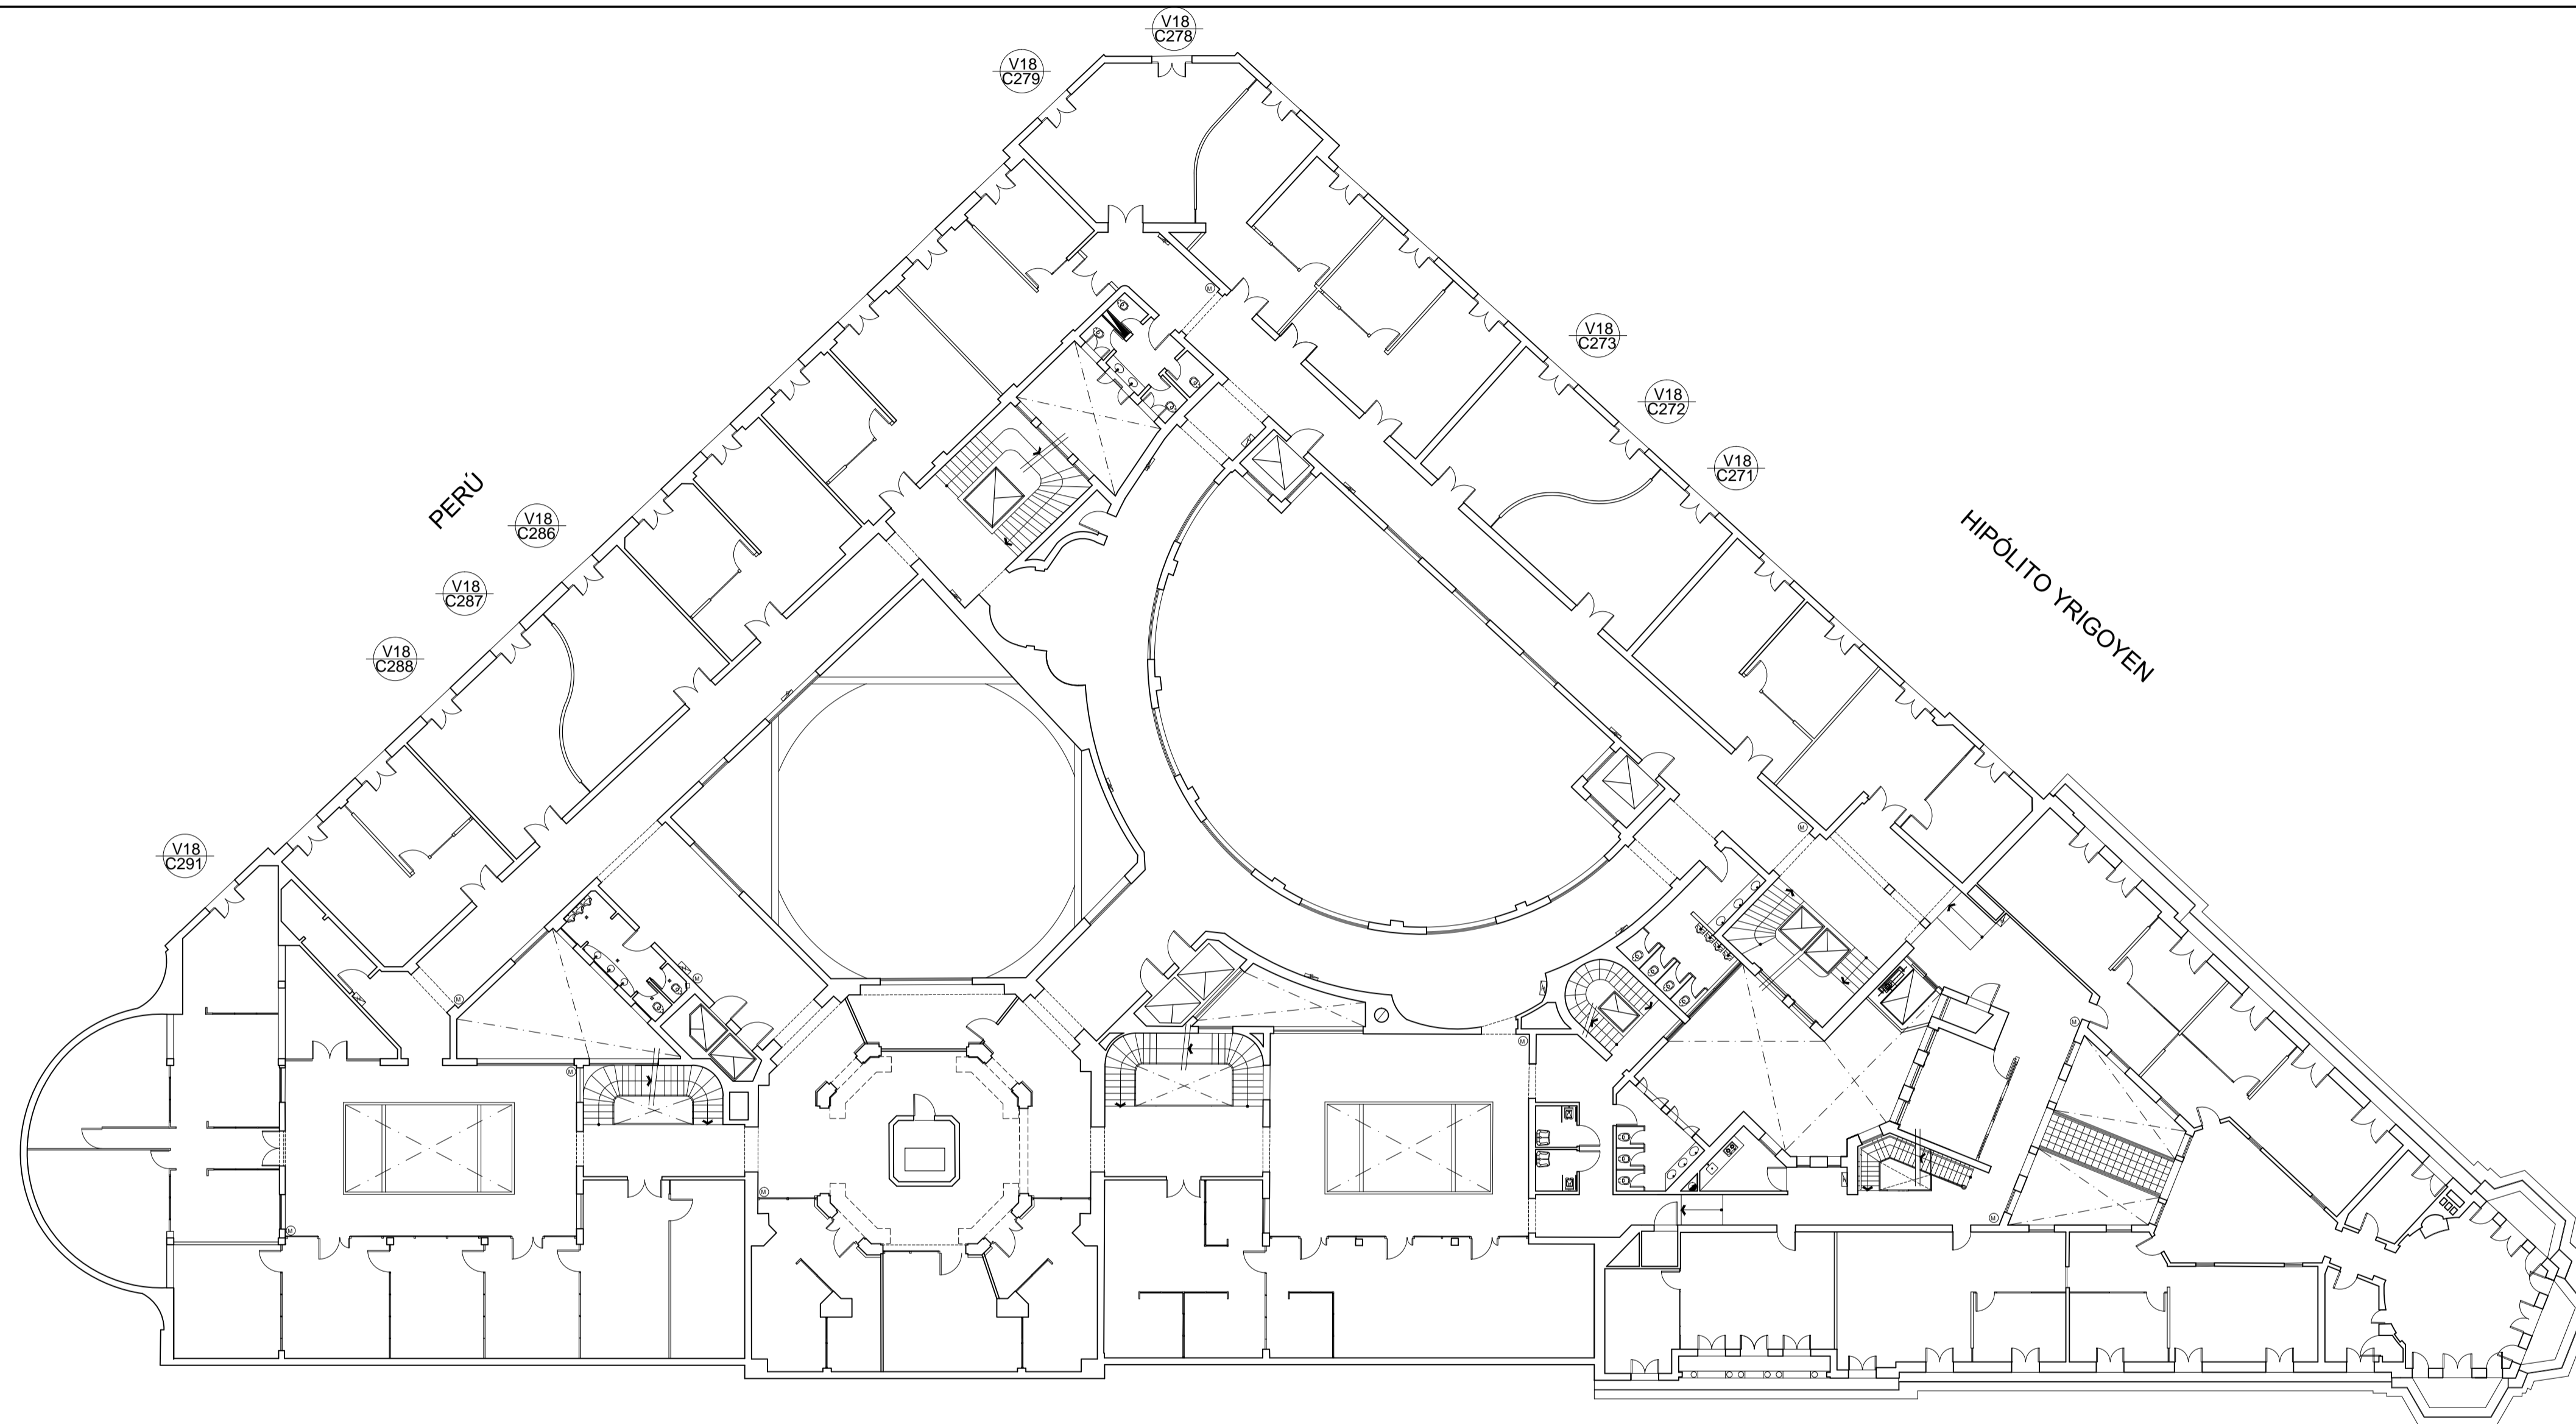 V18
C278
V18
C279
V18
C273
V18
C272
V18
C271
PERÚ
V18
C286
HIPÓLITO YRIGOYEN
V18
C287
V18
C288
V18
C291
M
M
M
M
M
M
M
M
M
M